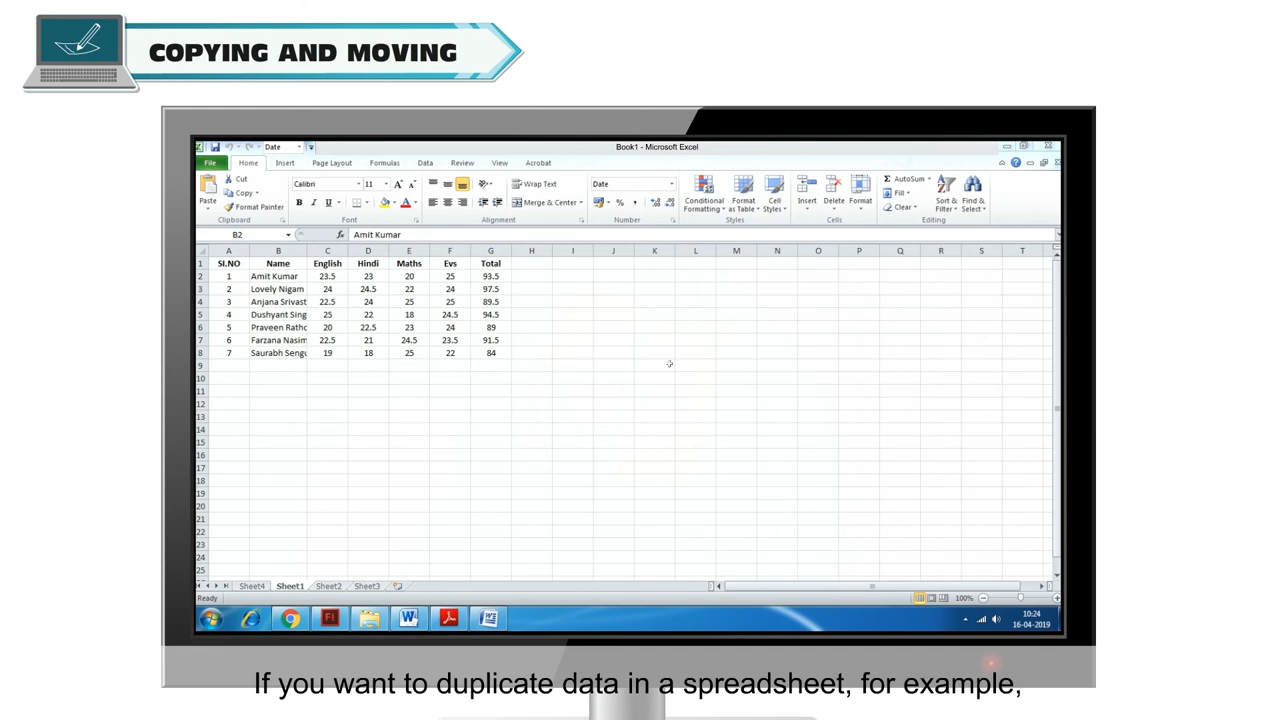 COPYING AND MOVING
Date
Book1 - Microsoft Excel
File Home Insert Page Layout Formulas Data Review View Acrobat
Paste
Cut
Copy
Format Painter
Clipboard
Calibri 11
B I U
Font
Wrap Text
Merge & Center
Alignment
Date
% ,
Number
Conditional Formatting
Format as Table
Cell Styles
Styles
Insert Delete Format
Cells
AutoSum
Fill
Clear
Sort & Filter
Find & Select
Editing
B2 fx Amit Kumar
A B C D E F G H I J K L M N O P Q R S T
1 SI.NO Name English Hindi Maths Evs Total
2 1 Amit Kumar 23.5 23 20 25 93.5
3 2 Lovely Nigam 24 24.5 22 24 97.5
4 3 Anjana Srivast 22.5 24 25 25 89.5
5 4 Dushyant Sing 25 22 18 24.5 94.5
6 5 Praveen Ratho 20 22.5 23 24 89
7 6 Farzana Nasim 22.5 21 24.5 23.5 91.5
8 7 Saurabh Sengu 19 18 25 22 84
9
10
11
12
13
14
15
16
17
18
19
20
21
22
23
24
25
Sheet4 Sheet1 Sheet2 Sheet3
Ready 100%
10:24
16-04-2019
If you want to duplicate data in a spreadsheet, for example,